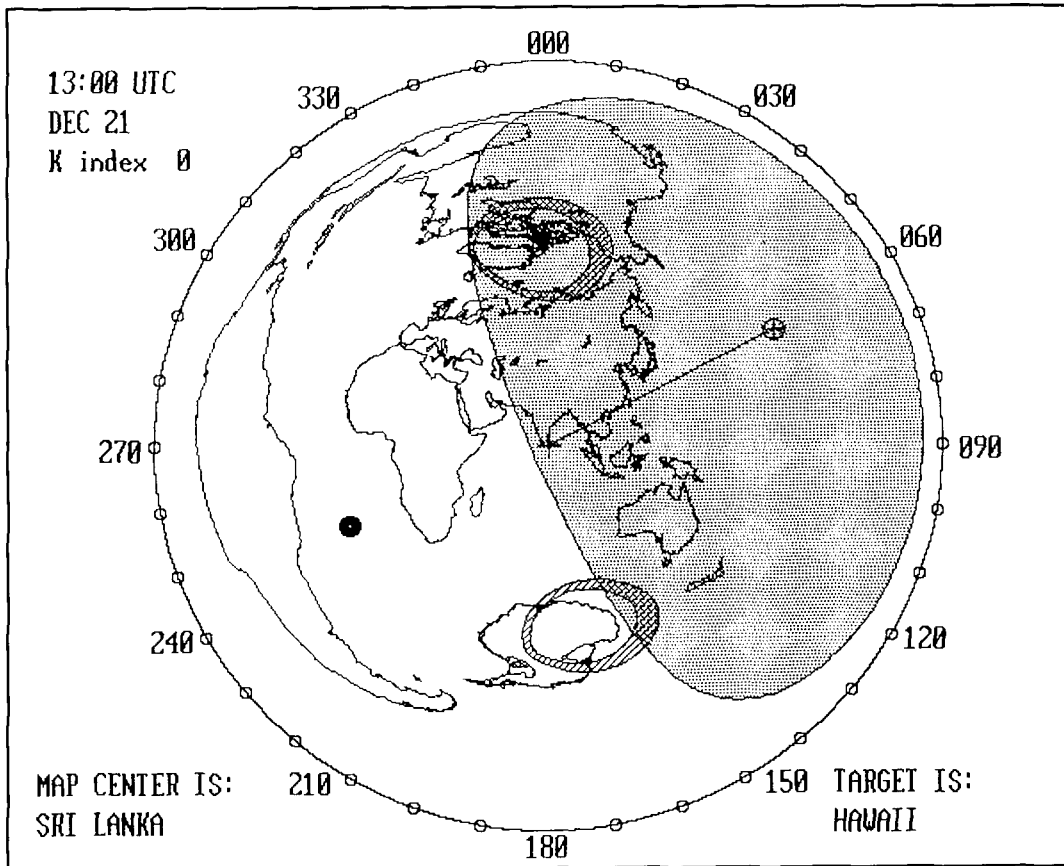 000
13:00 UTC
DEC 21
K index 0
330
030
300
060
270
090
240
120
210
150
180
MAP CENTER IS:
SRI LANKA
TARGET IS:
HAWAII